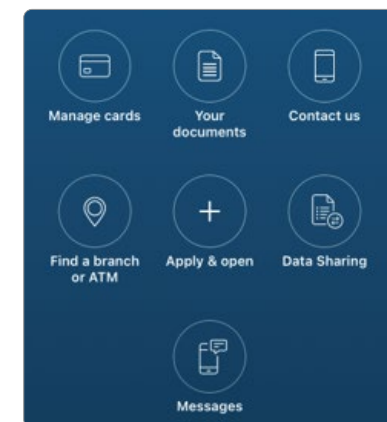 Manage cards
Your
documents
Contact us
Find a branch
or ATM
Apply & open
Data Sharing
Messages